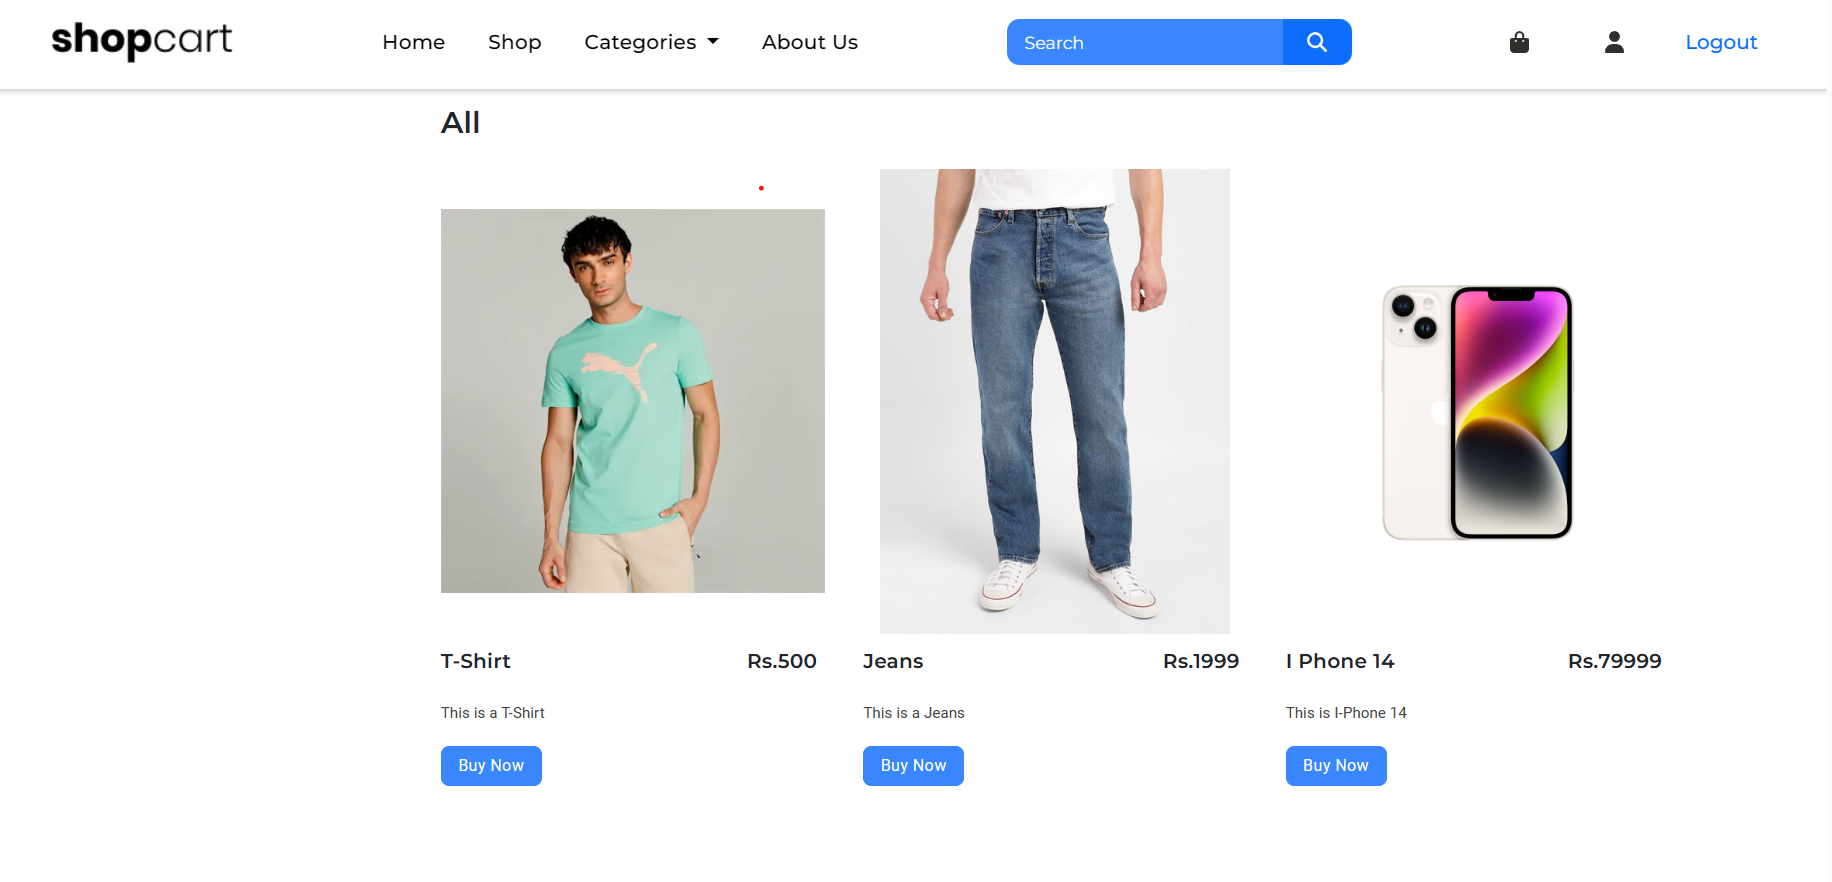 shopcart
Home
Shop
Categories
About Us
Search
Logout
All
T-Shirt
Rs.500
This is a T-Shirt
Buy Now
Jeans
Rs.1999
This is a Jeans
Buy Now
I Phone 14
Rs.79999
This is I-Phone 14
Buy Now